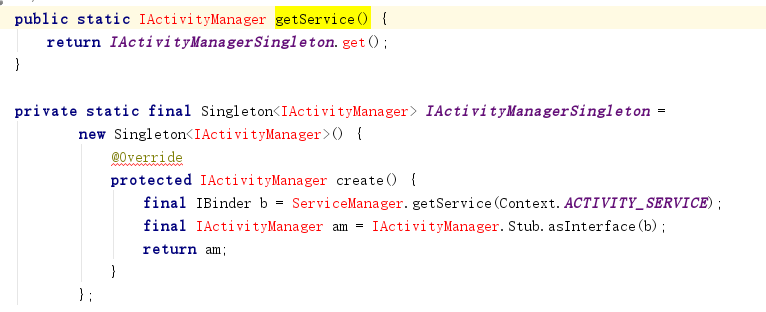 public static IActivityManager getService() {
    return IActivityManagerSingleton.get();
}

private static final Singleton<IActivityManager> IActivityManagerSingleton =
        new Singleton<IActivityManager>() {
            @Override
            protected IActivityManager create() {
                final IBinder b = ServiceManager.getService(Context.ACTIVITY_SERVICE);
                final IActivityManager am = IActivityManager.Stub.asInterface(b);
                return am;
            }
        };